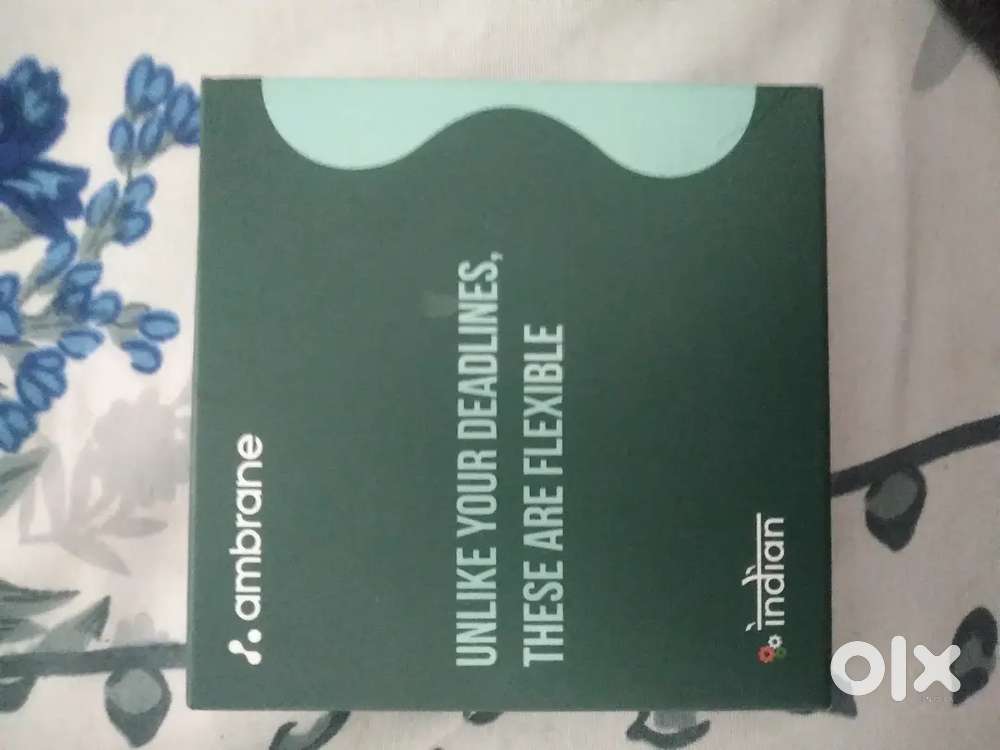 ambrane
UNLIKE YOUR DEADLINES,
THESE ARE FLEXIBLE
indian
olx